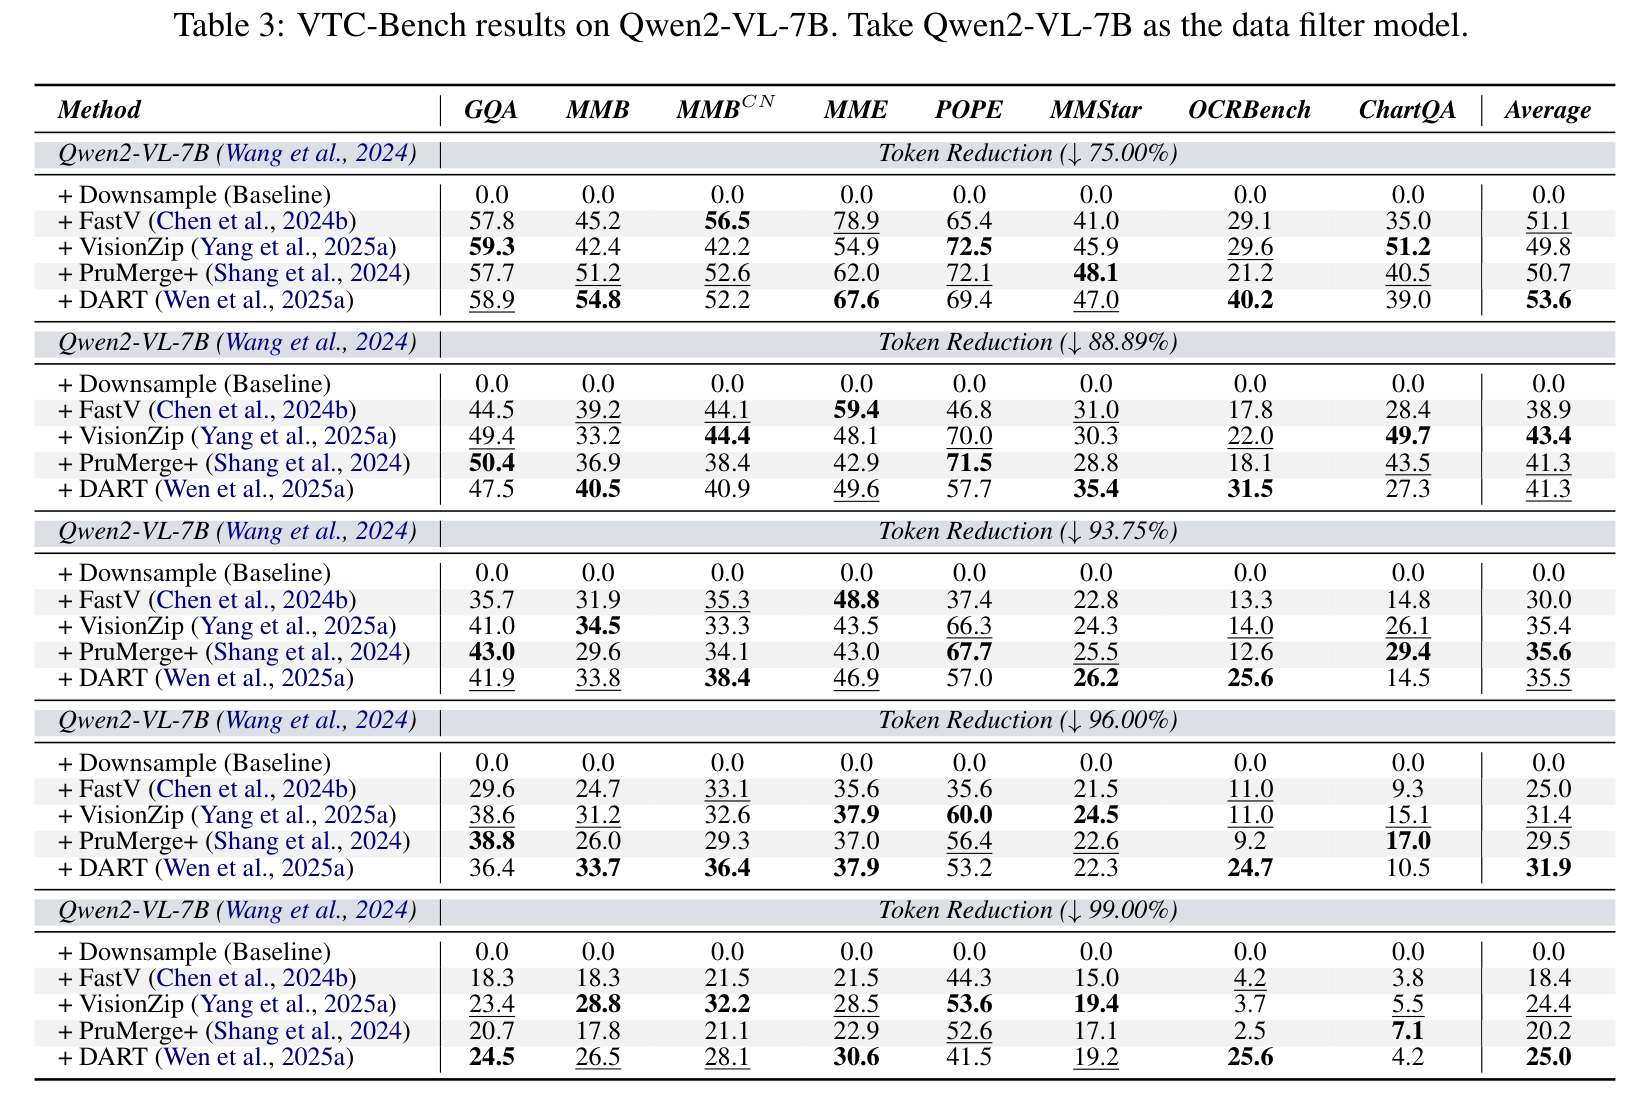 Table 3: VTC-Bench results on Qwen2-VL-7B. Take Qwen2-VL-7B as the data filter model.
Method GQA MMB MMB^CN MME POPE MMStar OCRBench ChartQA Average
Qwen2-VL-7B (Wang et al., 2024) Token Reduction (↓ 75.00%)
+ Downsample (Baseline) 0.0 0.0 0.0 0.0 0.0 0.0 0.0 0.0 0.0
+ FastV (Chen et al., 2024b) 57.8 45.2 56.5 78.9 65.4 41.0 29.1 35.0 51.1
+ VisionZip (Yang et al., 2025a) 59.3 42.4 42.2 54.9 72.5 45.9 29.6 51.2 49.8
+ PruMerge+ (Shang et al., 2024) 57.7 51.2 52.6 62.0 72.1 48.1 21.2 40.5 50.7
+ DART (Wen et al., 2025a) 58.9 54.8 52.2 67.6 69.4 47.0 40.2 39.0 53.6
Qwen2-VL-7B (Wang et al., 2024) Token Reduction (↓ 88.89%)
+ Downsample (Baseline) 0.0 0.0 0.0 0.0 0.0 0.0 0.0 0.0 0.0
+ FastV (Chen et al., 2024b) 44.5 39.2 44.1 59.4 46.8 31.0 17.8 28.4 38.9
+ VisionZip (Yang et al., 2025a) 49.4 33.2 44.4 48.1 70.0 30.3 22.0 49.7 43.4
+ PruMerge+ (Shang et al., 2024) 50.4 36.9 38.4 42.9 71.5 28.8 18.1 43.5 41.3
+ DART (Wen et al., 2025a) 47.5 40.5 40.9 49.6 57.7 35.4 31.5 27.3 41.3
Qwen2-VL-7B (Wang et al., 2024) Token Reduction (↓ 93.75%)
+ Downsample (Baseline) 0.0 0.0 0.0 0.0 0.0 0.0 0.0 0.0 0.0
+ FastV (Chen et al., 2024b) 35.7 31.9 35.3 48.8 37.4 22.8 13.3 14.8 30.0
+ VisionZip (Yang et al., 2025a) 41.0 34.5 33.3 43.5 66.3 24.3 14.0 26.1 35.4
+ PruMerge+ (Shang et al., 2024) 43.0 29.6 34.1 43.0 67.7 25.5 12.6 29.4 35.6
+ DART (Wen et al., 2025a) 41.9 33.8 38.4 46.9 57.0 26.2 25.6 14.5 35.5
Qwen2-VL-7B (Wang et al., 2024) Token Reduction (↓ 96.00%)
+ Downsample (Baseline) 0.0 0.0 0.0 0.0 0.0 0.0 0.0 0.0 0.0
+ FastV (Chen et al., 2024b) 29.6 24.7 33.1 35.6 35.6 21.5 11.0 9.3 25.0
+ VisionZip (Yang et al., 2025a) 38.6 31.2 32.6 37.9 60.0 24.5 11.0 15.1 31.4
+ PruMerge+ (Shang et al., 2024) 38.8 26.0 29.3 37.0 56.4 22.6 9.2 17.0 29.5
+ DART (Wen et al., 2025a) 36.4 33.7 36.4 37.9 53.2 22.3 24.7 10.5 31.9
Qwen2-VL-7B (Wang et al., 2024) Token Reduction (↓ 99.00%)
+ Downsample (Baseline) 0.0 0.0 0.0 0.0 0.0 0.0 0.0 0.0 0.0
+ FastV (Chen et al., 2024b) 18.3 18.3 21.5 21.5 44.3 15.0 4.2 3.8 18.4
+ VisionZip (Yang et al., 2025a) 23.4 28.8 32.2 28.5 53.6 19.4 3.7 5.5 24.4
+ PruMerge+ (Shang et al., 2024) 20.7 17.8 21.1 22.9 52.6 17.1 2.5 7.1 20.2
+ DART (Wen et al., 2025a) 24.5 26.5 28.1 30.6 41.5 19.2 25.6 4.2 25.0